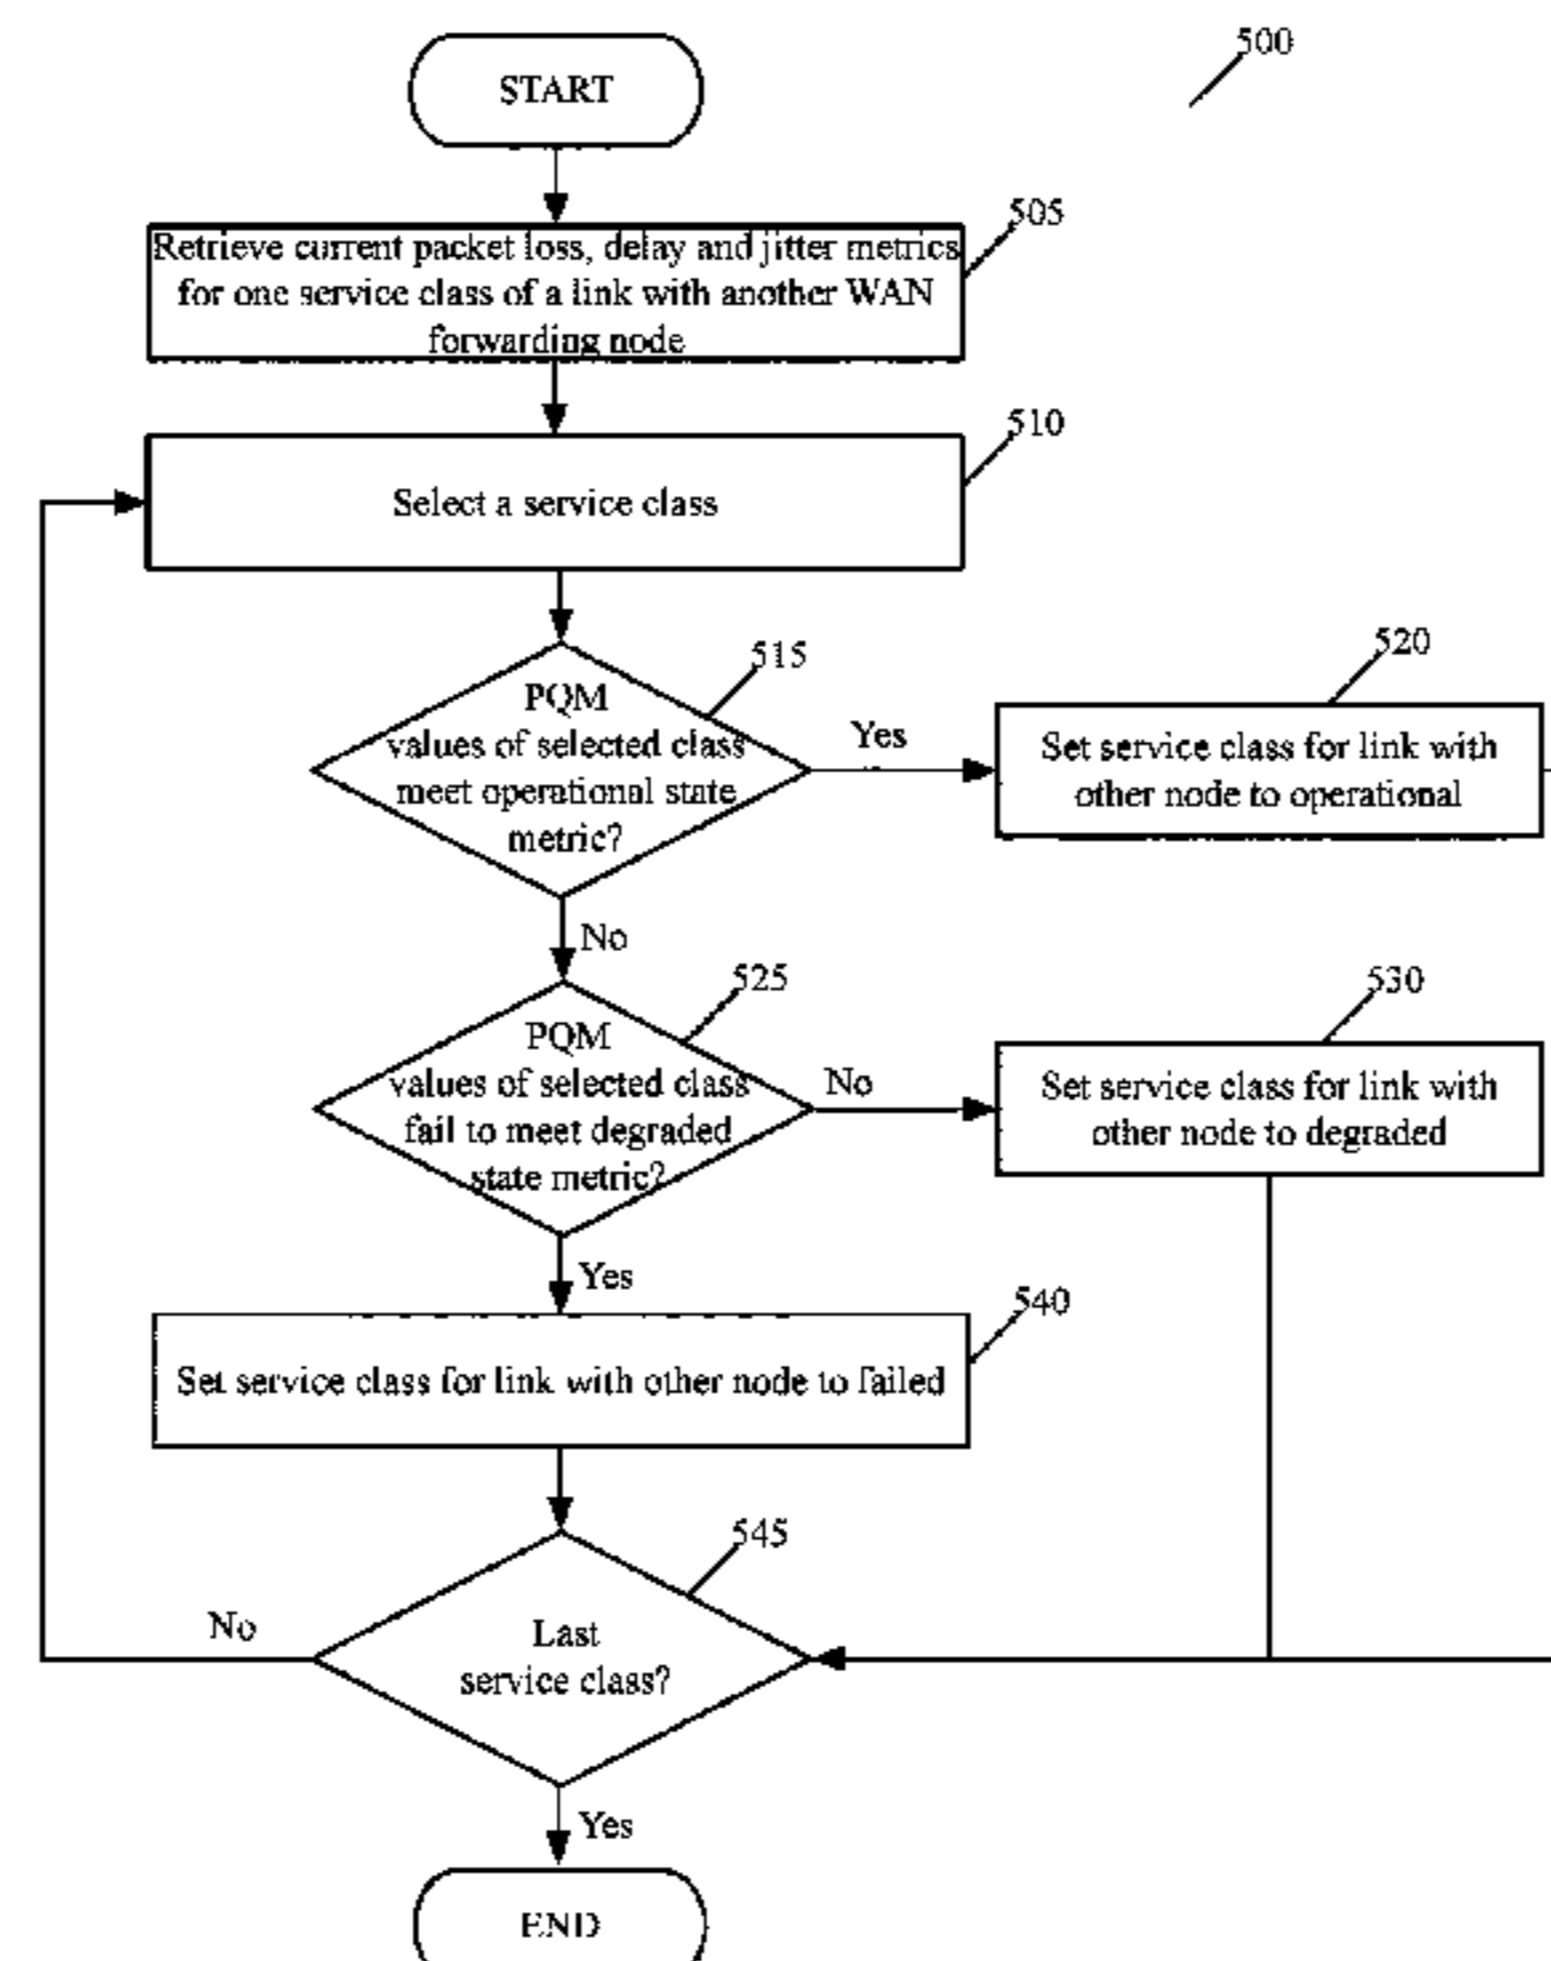 500
START
505
Retrieve current packet loss, delay and jitter metrics
for one service class of a link with another WAN
forwarding node
510
Select a service class
515
PQM
values of selected class
meet operational state
metric?
Yes
520
Set service class for link with
other node to operational
No
525
PQM
values of selected class
fail to meet degraded
state metric?
No
530
Set service class for link with
other node to degraded
Yes
540
Set service class for link with other node to failed
545
Last
service class?
No
Yes
END